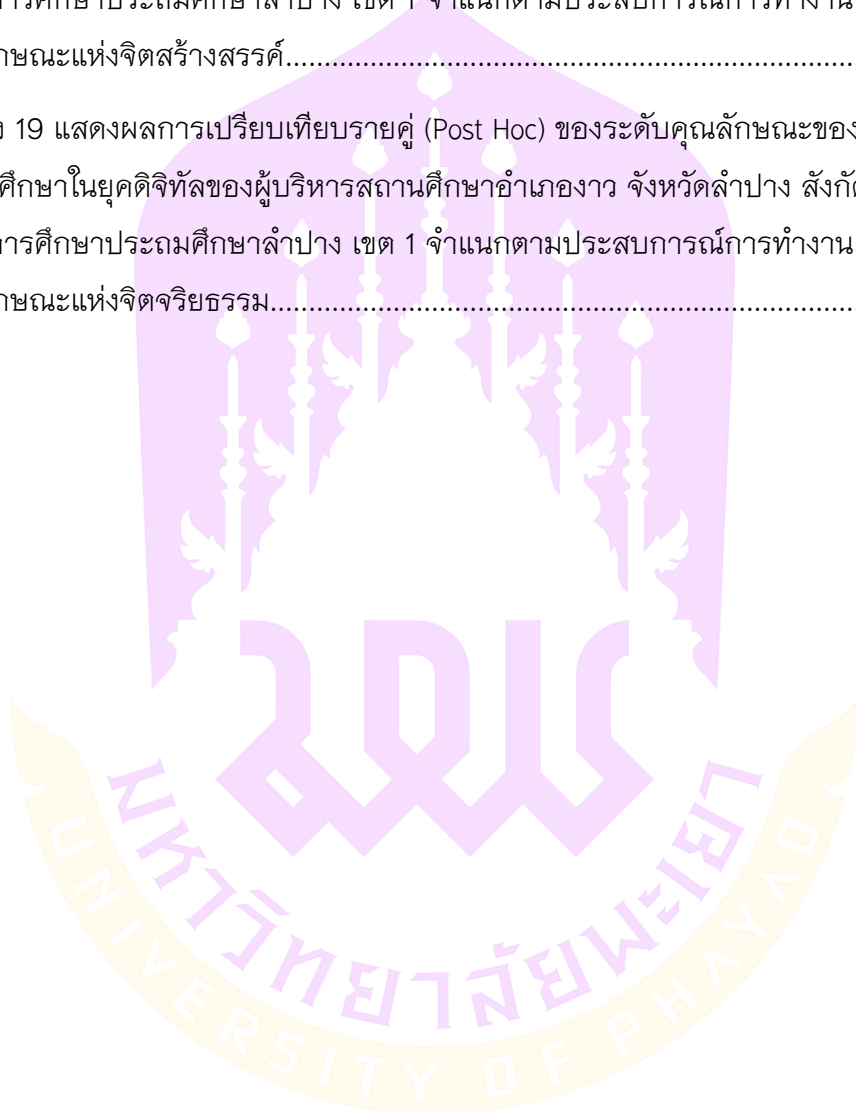 ารศึกษาประถมศึกษาลำปาง เขต 1 จำแนกตามประสบการณ์การทำงาน
กษณะแห่งจิตสร้างสรรค์
ง 19 แสดงผลการเปรียบเทียบรายคู่ (Post Hoc) ของระดับคุณลักษณะของ
ศึกษาในยุคดิจิทัลของผู้บริหารสถานศึกษาอำเภองาว จังหวัดลำปาง สังกัด
ารศึกษาประถมศึกษาลำปาง เขต 1 จำแนกตามประสบการณ์การทำงาน
กษณะแห่งจิตจริยธรรม
มหาวิทยาลัยพะเยา
UNIVERSITY OF PHAYAO